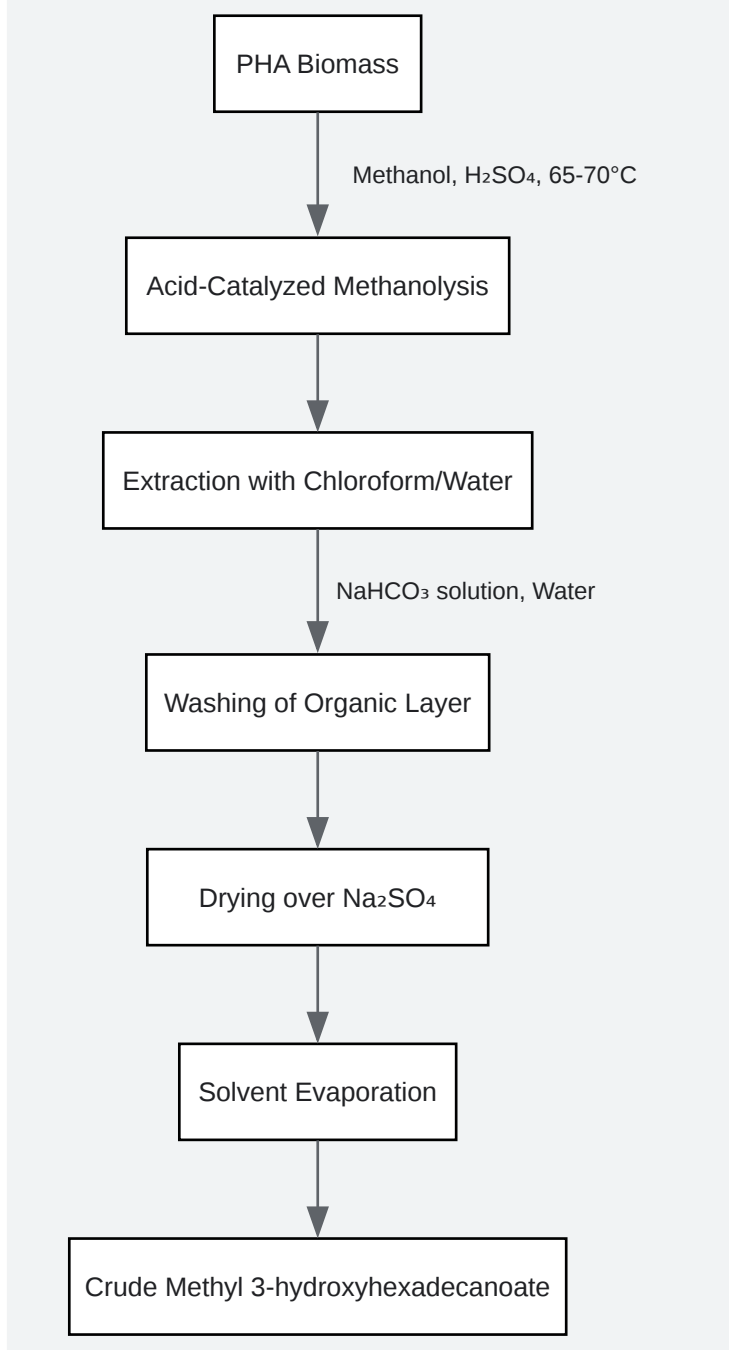 PHA Biomass
Methanol, H₂SO₄, 65-70°C
Acid-Catalyzed Methanolysis
Extraction with Chloroform/Water
NaHCO₃ solution, Water
Washing of Organic Layer
Drying over Na₂SO₄
Solvent Evaporation
Crude Methyl 3-hydroxyhexadecanoate